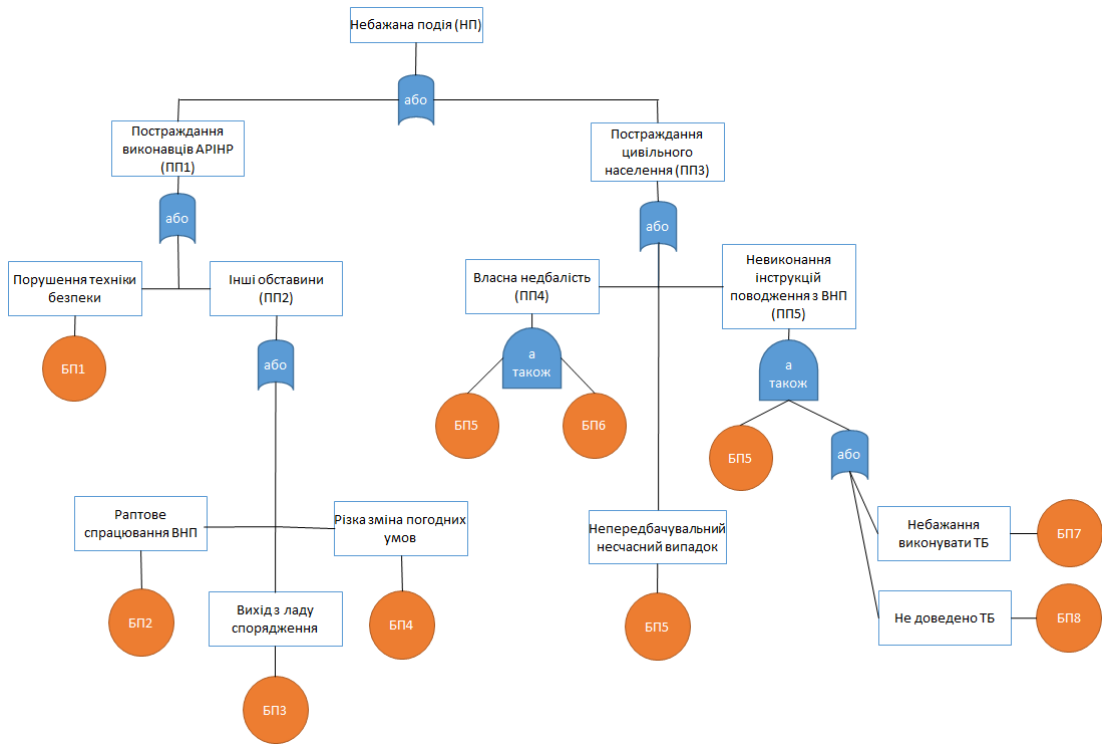 Небажана подія (НП)
або
Постраждання
виконавців АРІНР
(ПП1)
Постраждання
цивільного
населення (ПП3)
або
або
Порушення техніки
безпеки
Інші обставини
(ПП2)
Власна недбалість
(ПП4)
Невиконання
інструкцій
поводження з ВНП
(ПП5)
БП1
або
а
також
а
також
БП5
БП6
БП5
або
Раптове
спрацювання ВНП
Різка зміна погодних
умов
Непередбачувальний
несчасний випадок
Небажання
виконувати ТБ
БП7
БП2
Вихід з ладу
спорядження
БП4
БП5
Не доведено ТБ
БП8
БП3